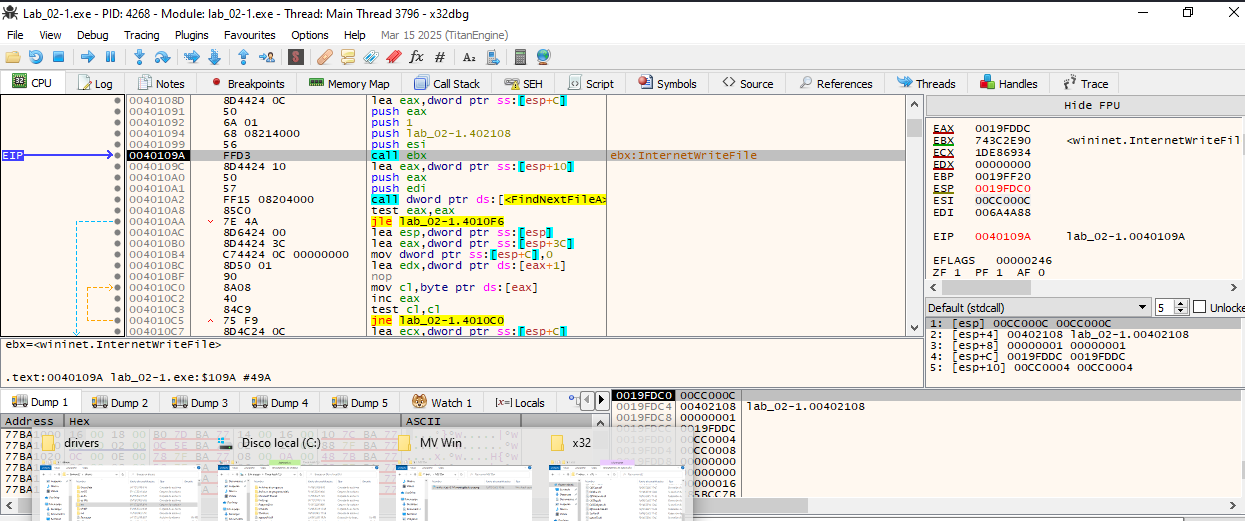 Lab_02-1.exe - PID: 4268 - Module: lab_02-1.exe - Thread: Main Thread 3796 - x32dbg
File View Debug Tracing Plugins Favourites Options Help Mar 15 2025 (TitanEngine)
CPU Log Notes Breakpoints Memory Map Call Stack SEH Script Symbols Source References Threads Handles Trace
0040108D 8D4424 0C lea eax,dword ptr ss:[esp+C]
00401091 50 push eax
00401092 6A 01 push 1
00401094 68 08214000 push lab_02-1.402108
00401099 56 push esi
EIP 0040109A FFD3 call ebx ebx:InternetWriteFile
0040109C 8D4424 10 lea eax,dword ptr ss:[esp+10]
004010A0 50 push eax
004010A1 57 push edi
004010A2 FF15 08204000 call dword ptr ds:[<FindNextFileA>
004010A8 85C0 test eax,eax
004010AA 7E 4A jle lab_02-1.4010F6
004010AC 8D6424 00 lea esp,dword ptr ss:[esp]
004010B0 8D4424 3C lea eax,dword ptr ss:[esp+3C]
004010B4 C74424 0C 00000000 mov dword ptr ss:[esp+C],0
004010BC 8D50 01 lea edx,dword ptr ds:[eax+1]
004010BF 90 nop
004010C0 8A08 mov cl,byte ptr ds:[eax]
004010C2 40 inc eax
004010C3 84C9 test cl,cl
004010C5 75 F9 jne lab_02-1.4010C0
004010C7 8D4C24 0C lea ecx,dword ptr ss:[esp+C]
Hide FPU
EAX 0019FDDC
EBX 743C2E90 <wininet.InternetWriteFil
ECX 1DE86934
EDX 00000000
EBP 0019FF20
ESP 0019FDC0
ESI 00CC000C
EDI 006A4A88
EIP 0040109A lab_02-1.0040109A
EFLAGS 00000246
ZF 1 PF 1 AF 0
Default (stdcall) 5 Unlocke
1: [esp] 00CC000C 00CC000C
2: [esp+4] 00402108 lab_02-1.00402108
3: [esp+8] 00000001 00000001
4: [esp+C] 0019FDDC 0019FDDC
5: [esp+10] 00CC0004 00CC0004
ebx=<wininet.InternetWriteFile>
.text:0040109A lab_02-1.exe:$109A #49A
Dump 1 Dump 2 Dump 3 Dump 4 Dump 5 Watch 1 Locals
Address Hex ASCII
0019FDC0 00CC000C
0019FDC4 00402108 lab_02-1.00402108
0019FDC8 00000001
0019FDDC
00CC0004
00CC0008
00000000
00000000
00000016
drivers
Disco local (C:)
MV Win
x32